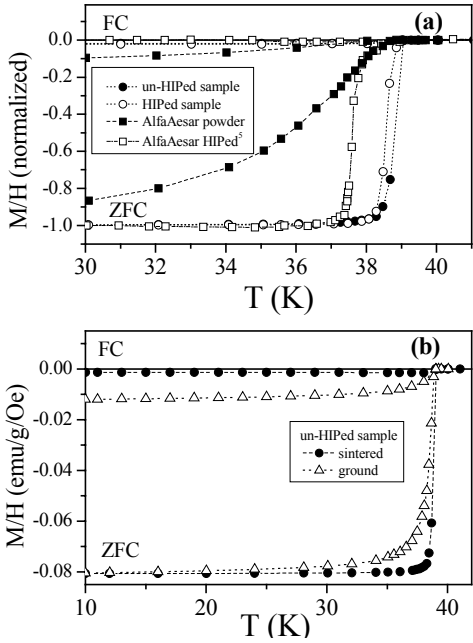 FC
(a)
0.0
-0.2
-0.4
-0.6
-0.8
-1.0
M/H (normalized)
un-HIPed sample
HIPed sample
AlfaAesar powder
AlfaAesar HIPed⁵
ZFC
30 32 34 36 38 40
T (K)
FC
(b)
0.00
-0.02
-0.04
-0.06
-0.08
M/H (emu/g/Oe)
un-HIPed sample
sintered
ground
ZFC
10 20 30 40
T (K)